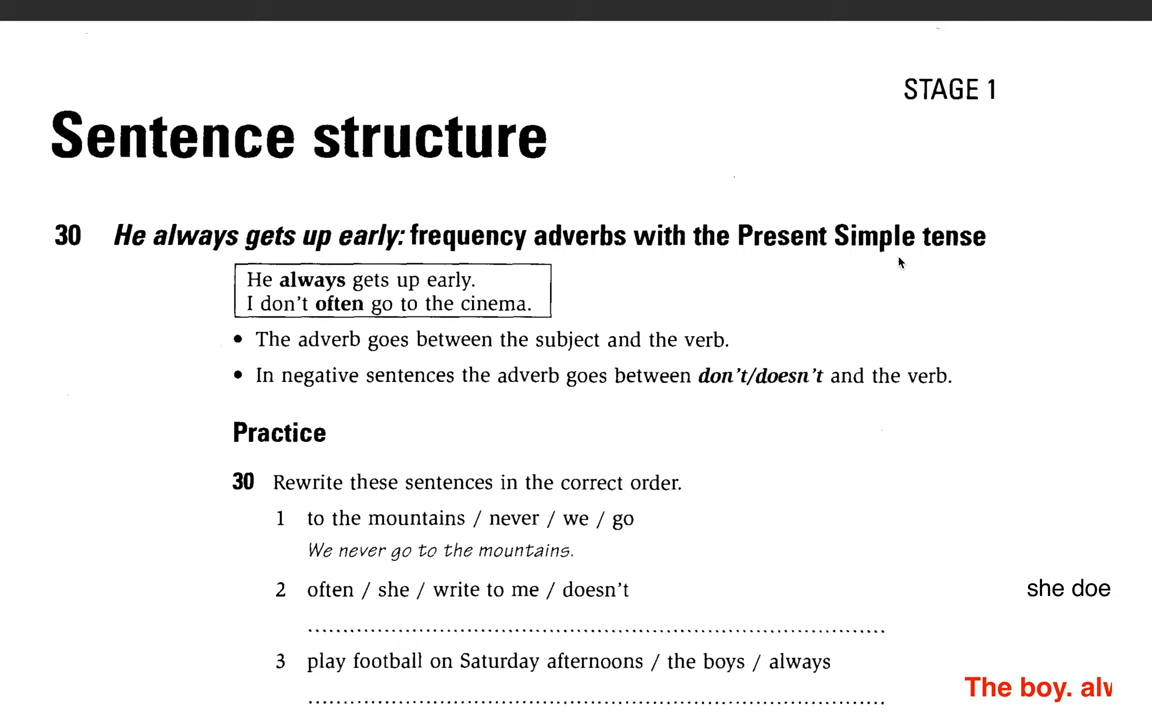 STAGE 1
Sentence structure
30 He always gets up early: frequency adverbs with the Present Simple tense
He always gets up early.
I don't often go to the cinema.
• The adverb goes between the subject and the verb.
• In negative sentences the adverb goes between don't/doesn't and the verb.
Practice
30 Rewrite these sentences in the correct order.
1 to the mountains / never / we / go
We never go to the mountains.
2 often / she / write to me / doesn't
she doe
3 play football on Saturday afternoons / the boys / always
The boy.